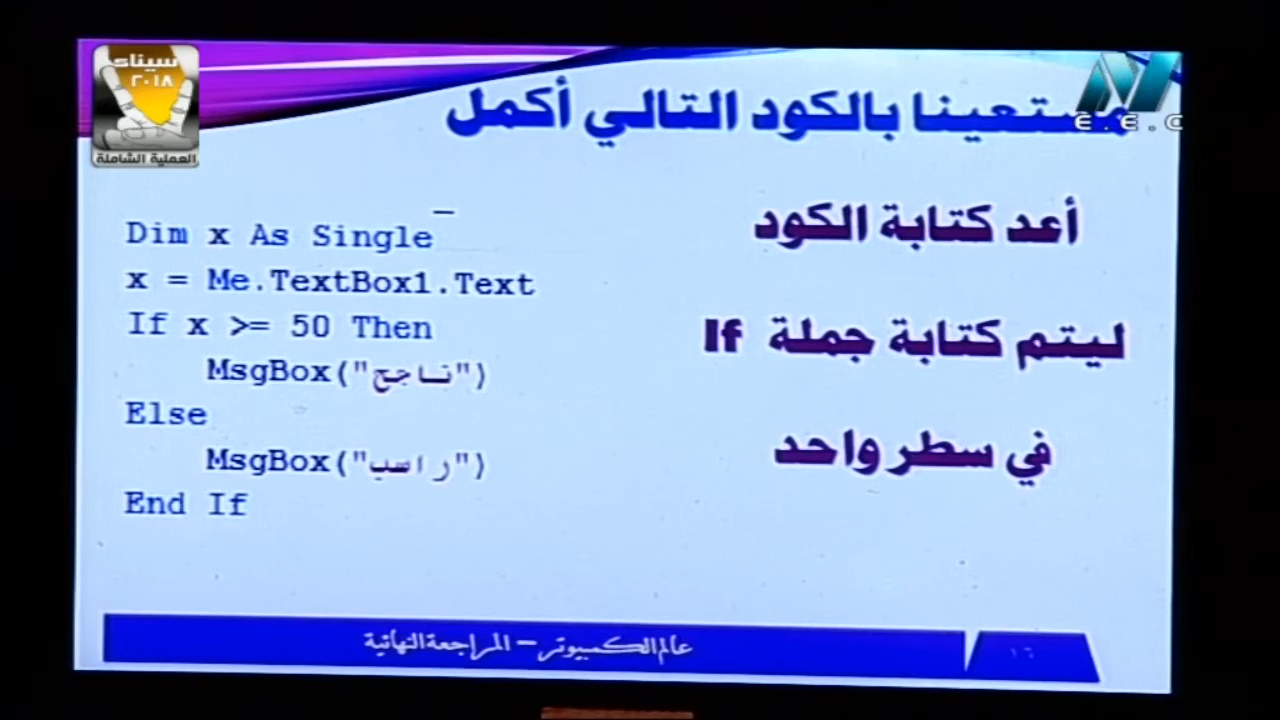 سيناء
٢٠١٨
العملية الشاملة
E.E.C
مستعينا بالكود التالي أكمل
أعد كتابة الكود
ليتم كتابة جملة If
في سطر واحد
Dim x As Single
x = Me.TextBox1.Text
If x >= 50 Then
MsgBox("ناجح")
Else
MsgBox("راسب")
End If
عالم الكمبيوتر – المراجعة النهائية
١٦